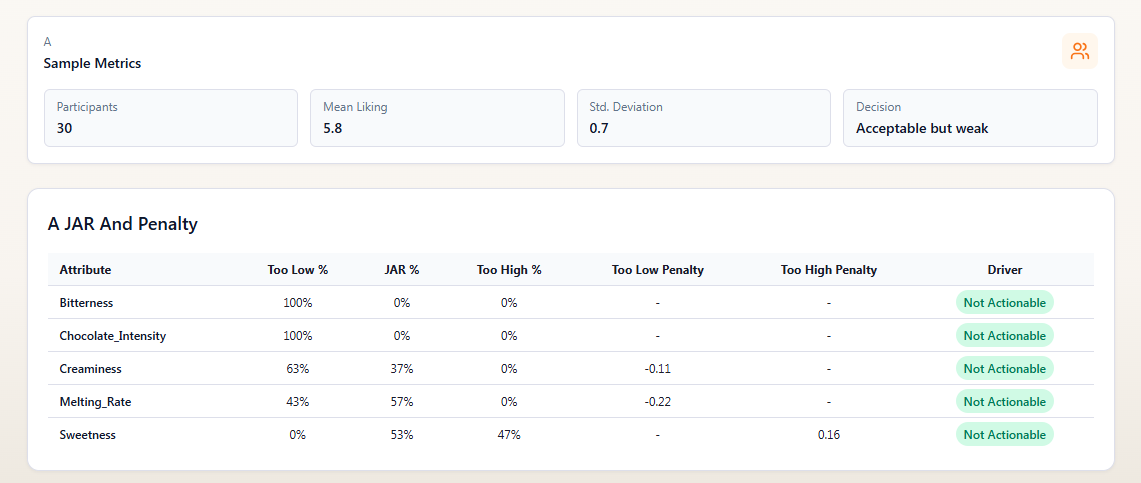 A
Sample Metrics
Participants Mean Liking Std. Deviation Decision
30 5.8 0.7 Acceptable but weak
A JAR And Penalty
Attribute Too Low % JAR % Too High % Too Low Penalty Too High Penalty Driver
Bitterness 100% 0% 0% - - Not Actionable
Chocolate_Intensity 100% 0% 0% - - Not Actionable
Creaminess 63% 37% 0% -0.11 - Not Actionable
Melting_Rate 43% 57% 0% -0.22 - Not Actionable
Sweetness 0% 53% 47% - 0.16 Not Actionable